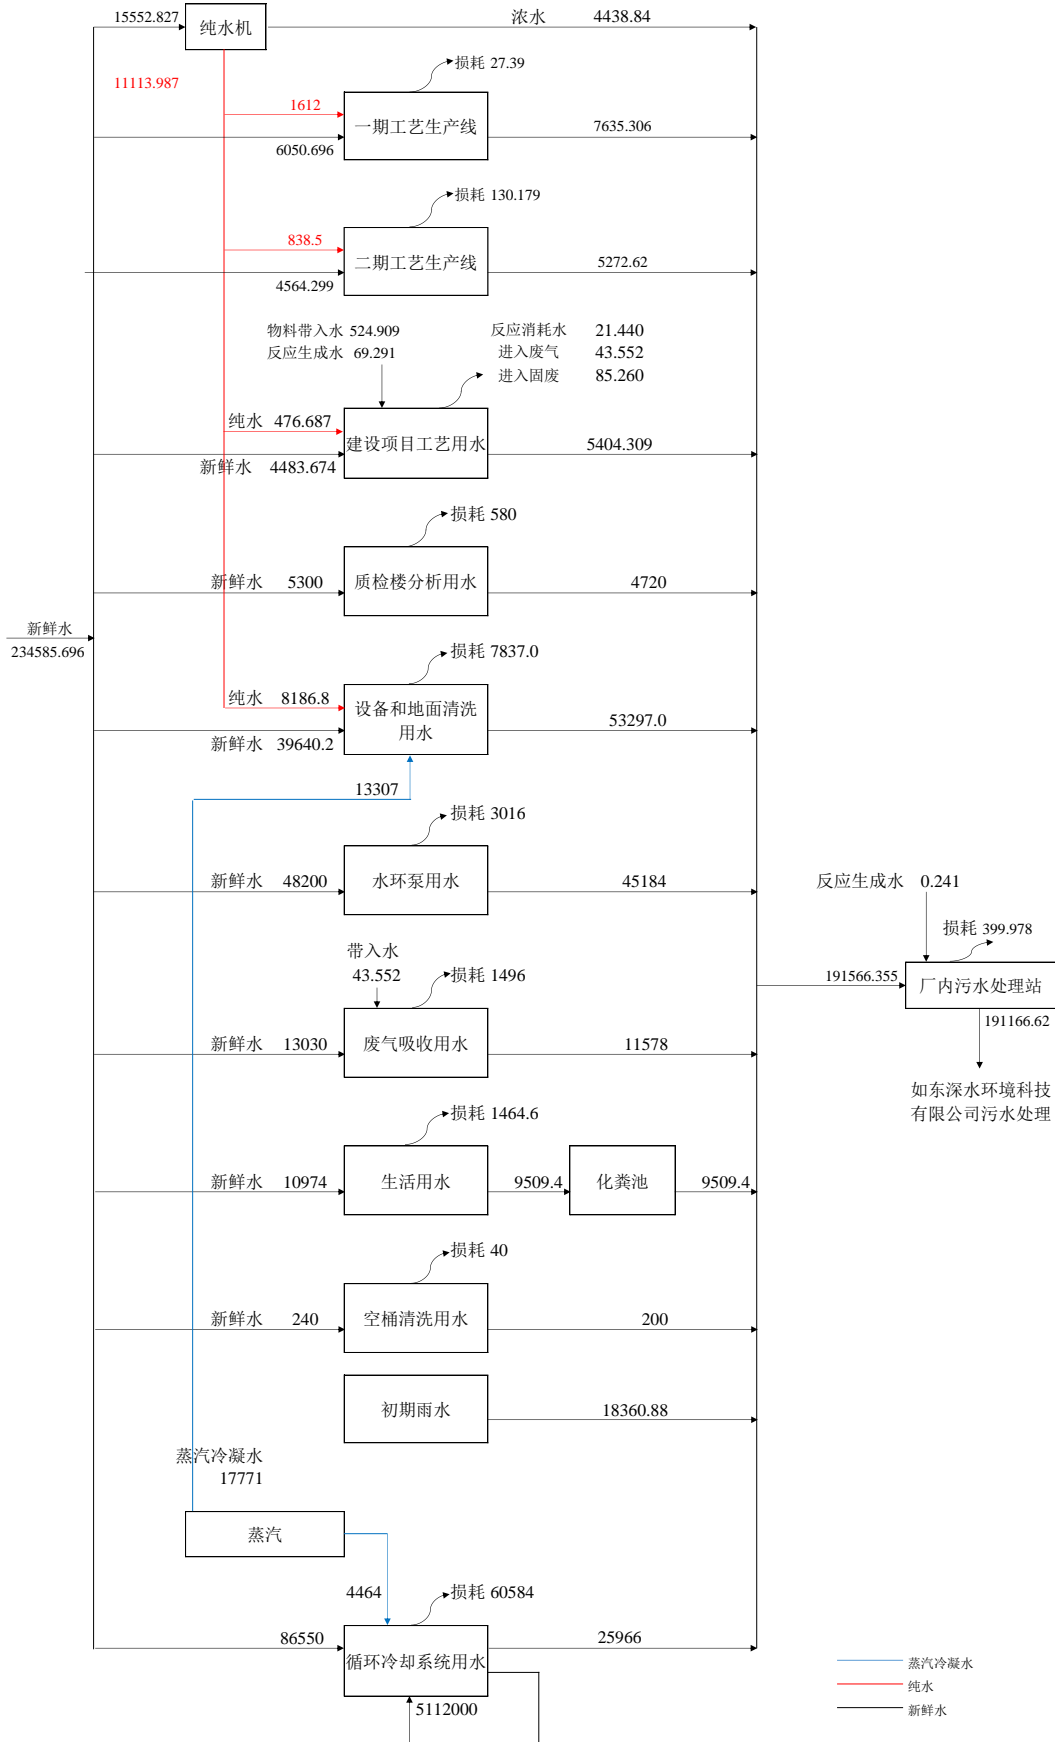 15552.827
纯水机
浓水 4438.84
11113.987
损耗 27.39
1612
一期工艺生产线
7635.306
6050.696
损耗 130.179
838.5
二期工艺生产线
5272.62
4564.299
物料带入水 524.909
反应生成水 69.291
反应消耗水 21.440
进入废气 43.552
进入固废 85.260
纯水 476.687
建设项目工艺用水
5404.309
新鲜水 4483.674
损耗 580
新鲜水 5300
质检楼分析用水
4720
新鲜水
234585.696
损耗 7837.0
纯水 8186.8
设备和地面清洗
用水
53297.0
新鲜水 39640.2
13307
损耗 3016
新鲜水 48200
水环泵用水
45184
反应生成水 0.241
损耗 399.978
带入水
43.552
损耗 1496
191566.355
厂内污水处理站
191166.62
新鲜水 13030
废气吸收用水
11578
如东深水环境科技
有限公司污水处理
损耗 1464.6
新鲜水 10974
生活用水
9509.4
化粪池
9509.4
损耗 40
新鲜水 240
空桶清洗用水
200
初期雨水
18360.88
蒸汽冷凝水
17771
蒸汽
4464
损耗 60584
86550
循环冷却系统用水
25966
5112000
蒸汽冷凝水
纯水
新鲜水